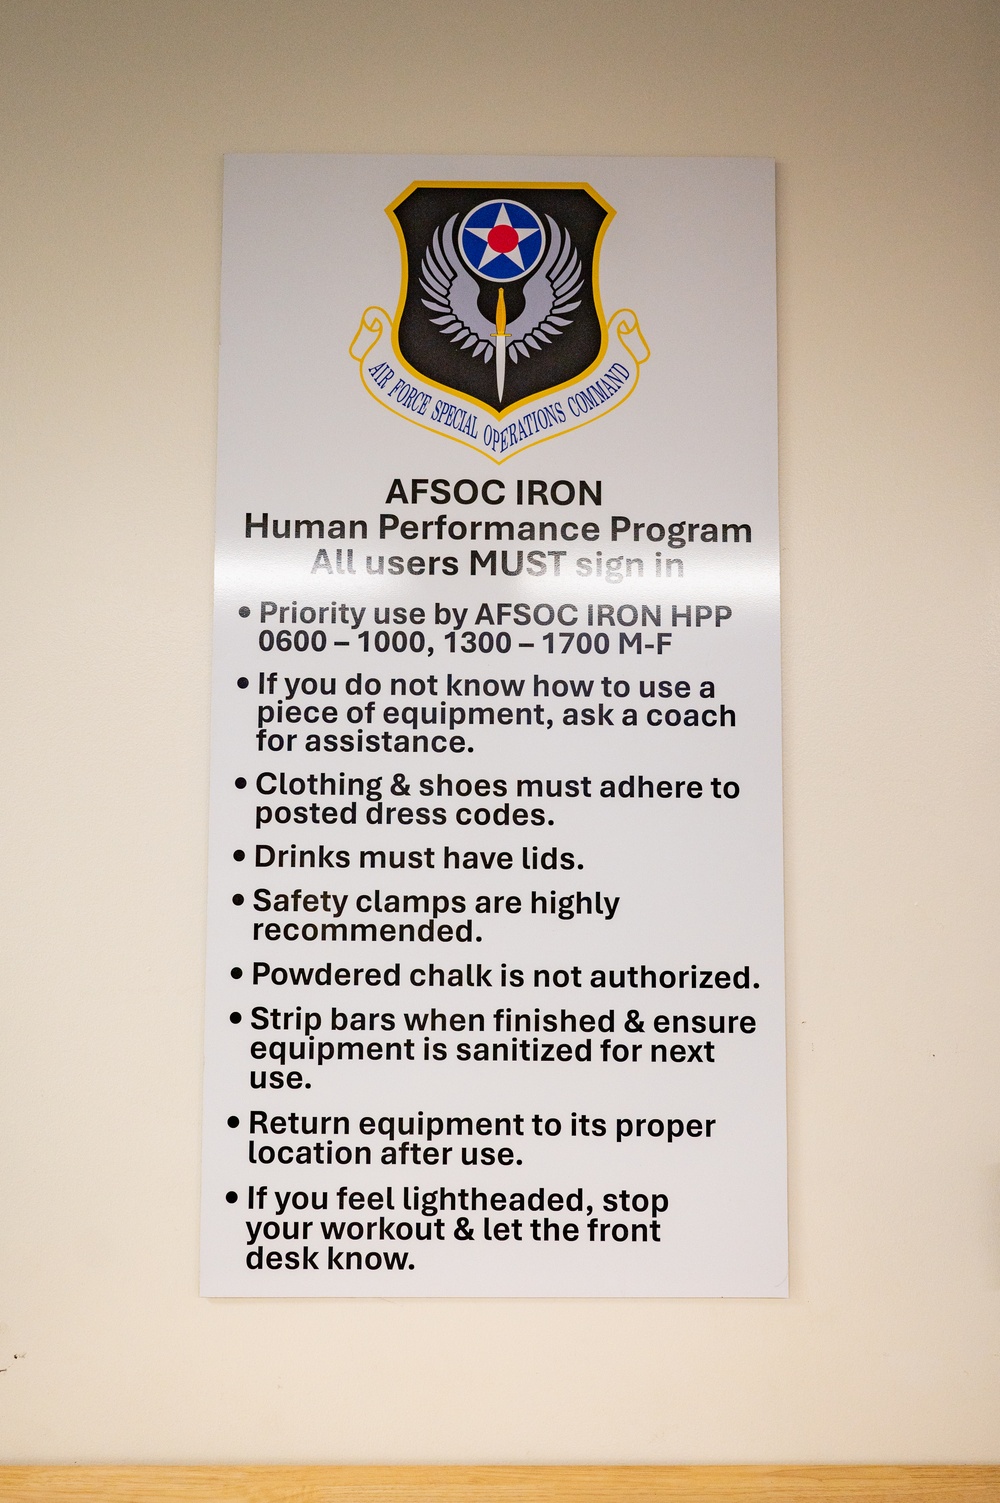 AIR FORCE SPECIAL OPERATIONS COMMAND
AFSOC IRON
Human Performance Program
All users MUST sign in
• Priority use by AFSOC IRON HPP
0600 – 1000, 1300 – 1700 M-F
• If you do not know how to use a
piece of equipment, ask a coach
for assistance.
• Clothing & shoes must adhere to
posted dress codes.
• Drinks must have lids.
• Safety clamps are highly
recommended.
• Powdered chalk is not authorized.
• Strip bars when finished & ensure
equipment is sanitized for next
use.
• Return equipment to its proper
location after use.
• If you feel lightheaded, stop
your workout & let the front
desk know.